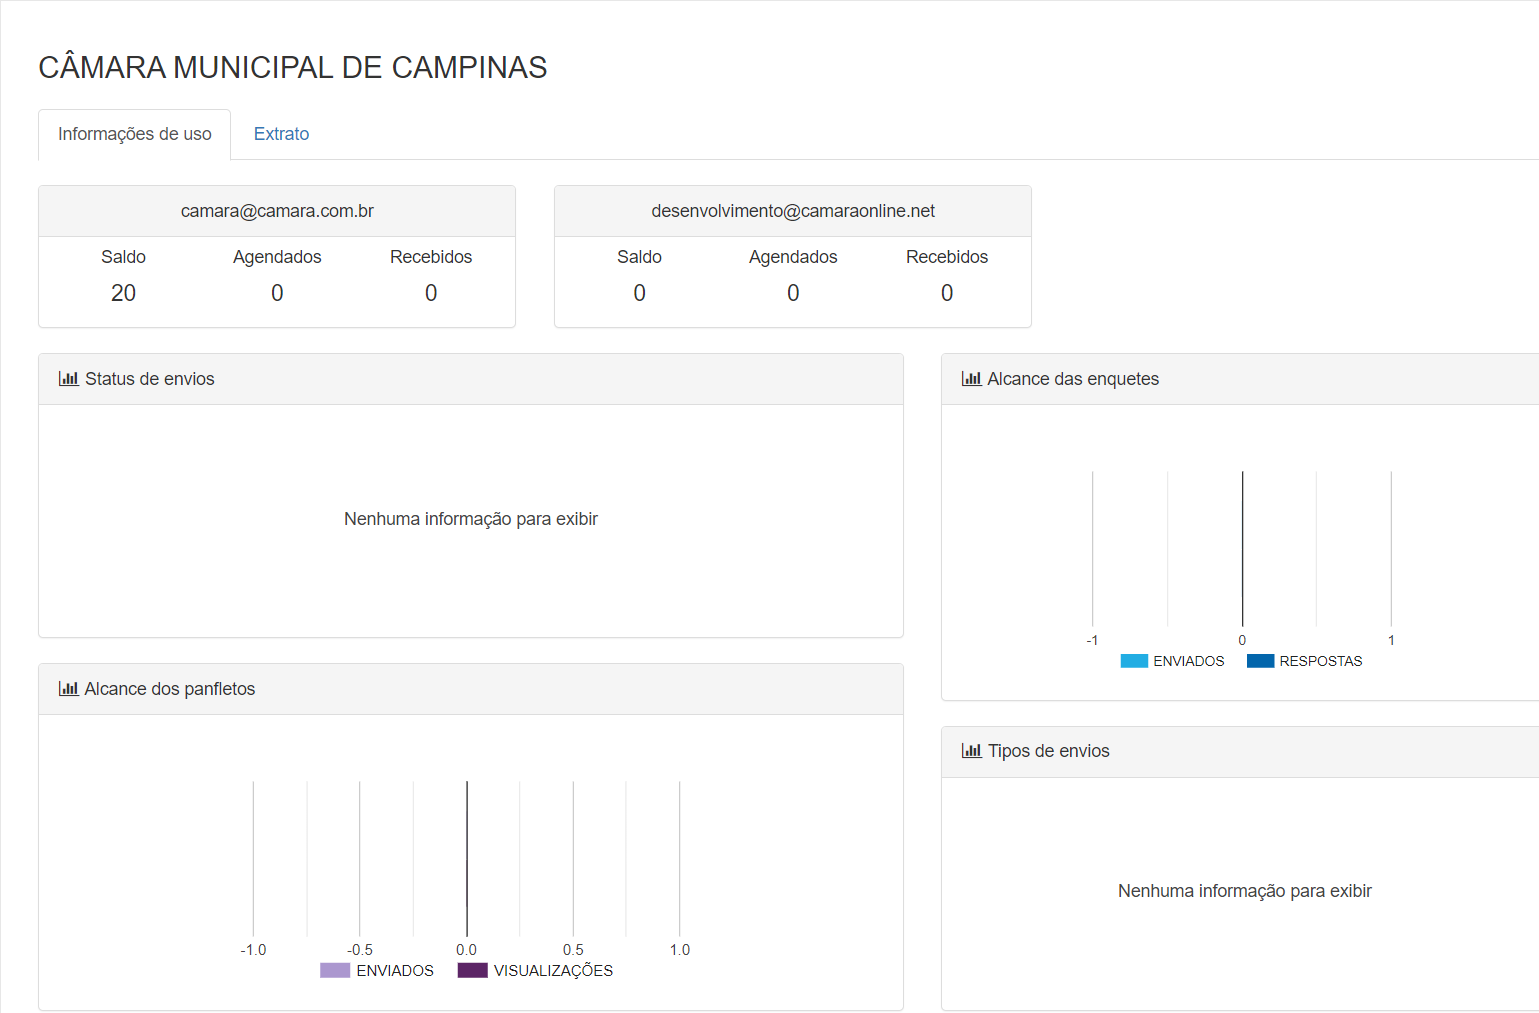 CÂMARA MUNICIPAL DE CAMPINAS
Informações de uso Extrato
camara@camara.com.br
Saldo Agendados Recebidos
20 0 0
desenvolvimento@camaraonline.net
Saldo Agendados Recebidos
0 0 0
Status de envios
Nenhuma informação para exibir
Alcance das enquetes
-1 0 1
ENVIADOS RESPOSTAS
Alcance dos panfletos
-1.0 -0.5 0.0 0.5 1.0
ENVIADOS VISUALIZAÇÕES
Tipos de envios
Nenhuma informação para exibir